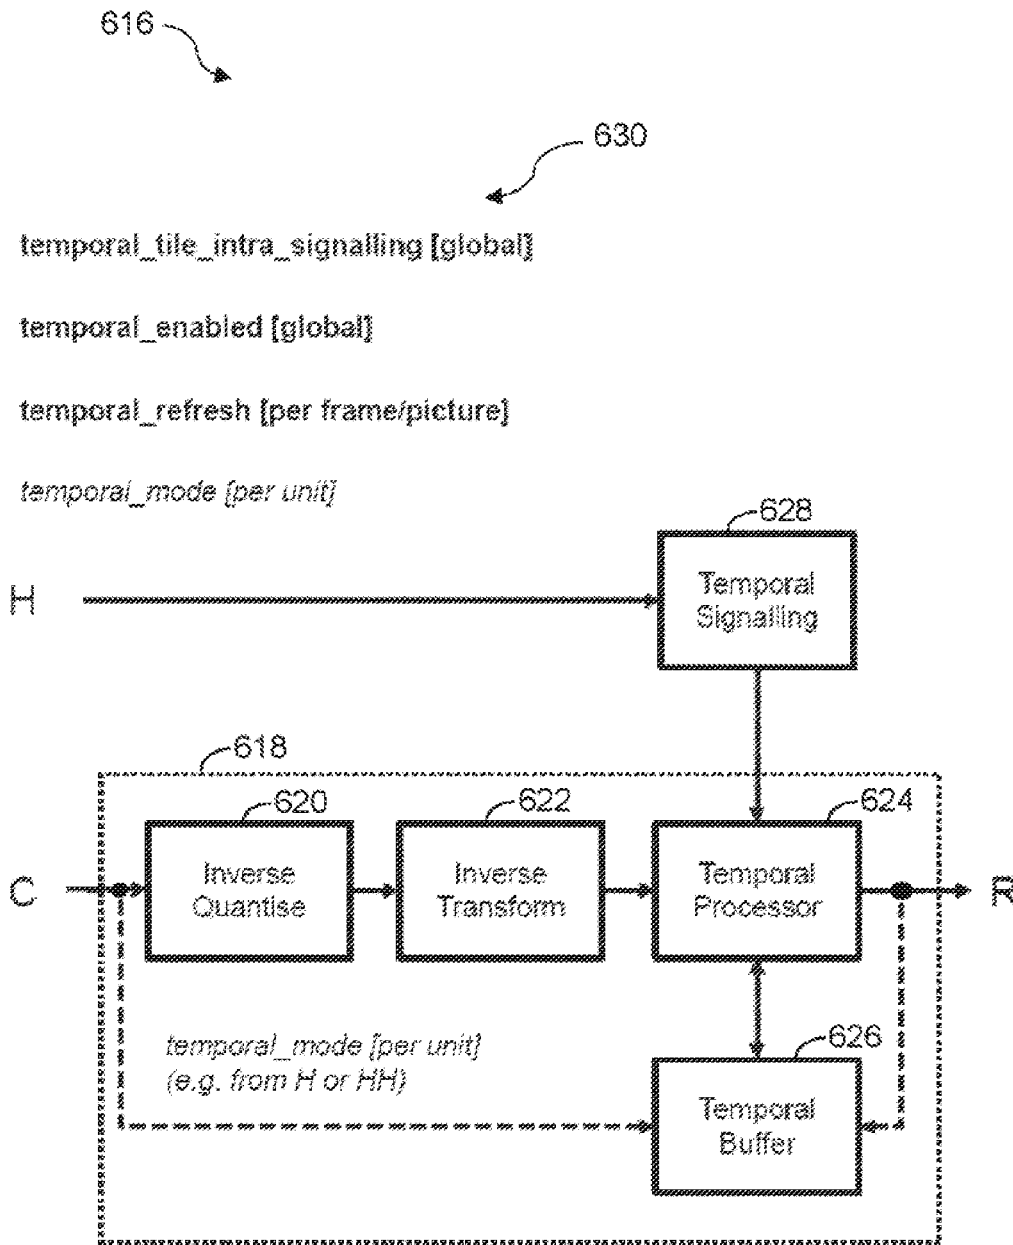 616
630
temporal_tile_intra_signalling [global]
temporal_enabled [global]
temporal_refresh [per frame/picture]
temporal_mode [per unit]
628
H
Temporal
Signalling
618
620
622
624
C
Inverse
Quantise
Inverse
Transform
Temporal
Processor
R
temporal_mode [per unit]
(e.g. from H or HH)
626
Temporal
Buffer